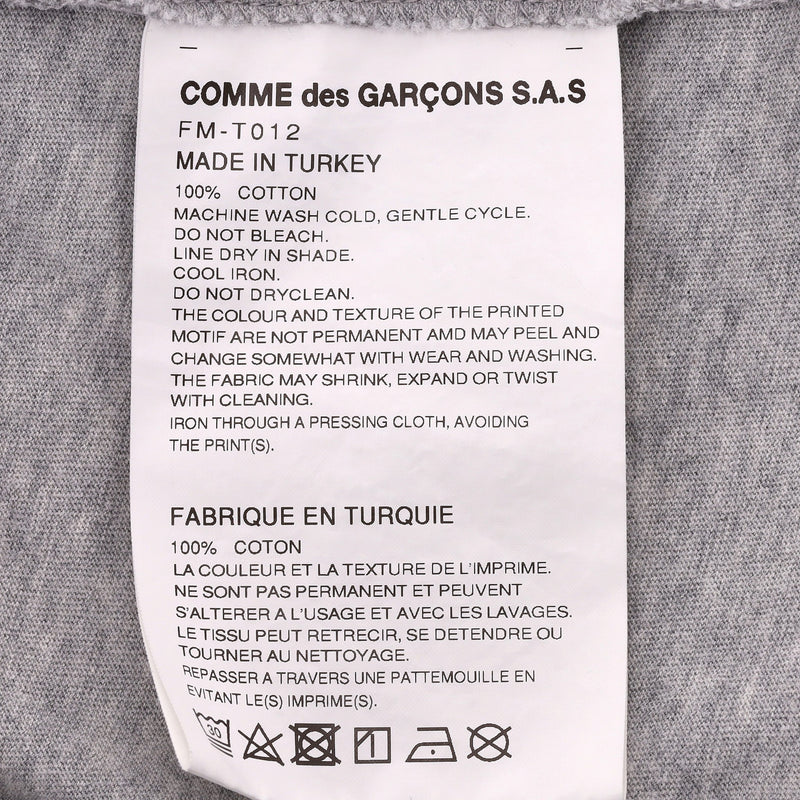 COMME des GARÇONS S.A.S
FM-T012
MADE IN TURKEY
100% COTTON
MACHINE WASH COLD, GENTLE CYCLE.
DO NOT BLEACH.
LINE DRY IN SHADE.
COOL IRON.
DO NOT DRYCLEAN.
THE COLOUR AND TEXTURE OF THE PRINTED
MOTIF ARE NOT PERMANENT AMD MAY PEEL AND
CHANGE SOMEWHAT WITH WEAR AND WASHING.
THE FABRIC MAY SHRINK, EXPAND OR TWIST
WITH CLEANING.
IRON THROUGH A PRESSING CLOTH, AVOIDING
THE PRINT(S).
FABRIQUE EN TURQUIE
100% COTON
LA COULEUR ET LA TEXTURE DE L'IMPRIME.
NE SONT PAS PERMANENT ET PEUVENT
S'ALTERER A L'USAGE ET AVEC LES LAVAGES.
LE TISSU PEUT RETRECIR, SE DETENDRE OU
TOURNER AU NETTOYAGE.
REPASSER A TRAVERS UNE PATTEMOUILLE EN
EVITANT LE(S) IMPRIME(S).
30